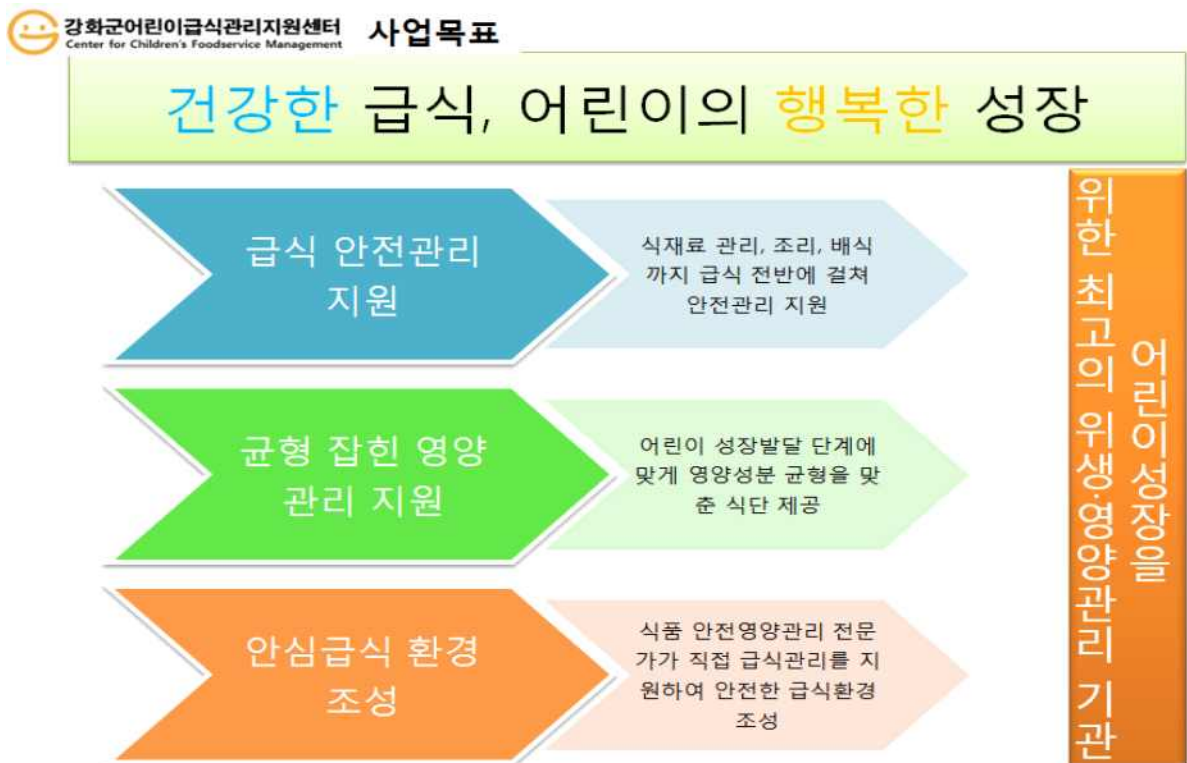 강화군어린이급식관리지원센터
Center for Children's Foodservice Management
사업목표
건강한 급식, 어린이의 행복한 성장
급식 안전관리
지원
식재료 관리, 조리, 배식
까지 급식 전반에 걸쳐
안전관리 지원
균형 잡힌 영양
관리 지원
어린이 성장발달 단계에
맞게 영양성분 균형을 맞
춘 식단 제공
안심급식 환경
조성
식품 안전영양관리 전문
가가 직접 급식관리를 지
원하여 안전한 급식환경
조성
어린이성장을
위한 최고의 위생·영양관리 기관